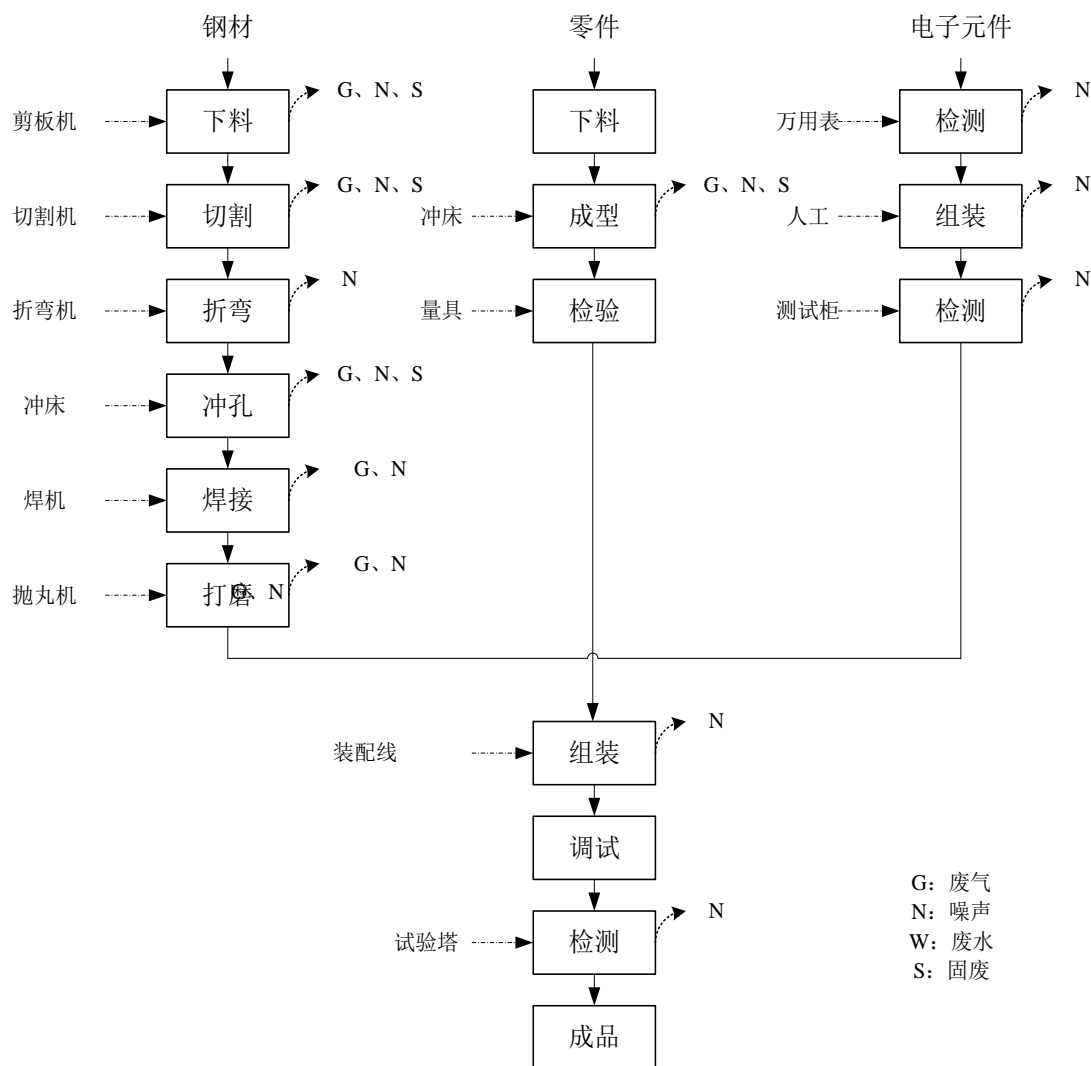 钢材 零件 电子元件
G、N、S N
剪板机 下料 下料 万用表 检测
G、N、S G、N、S N
切割机 切割 冲床 成型 人工 组装
N N
折弯机 折弯 量具 检验 测试柜 检测
G、N、S
冲床 冲孔
G、N
焊机 焊接
G、N
抛丸机 打磨 G、N
N
装配线 组装
调试
G：废气
N N：噪声
试验塔 检测 W：废水
S：固废
成品